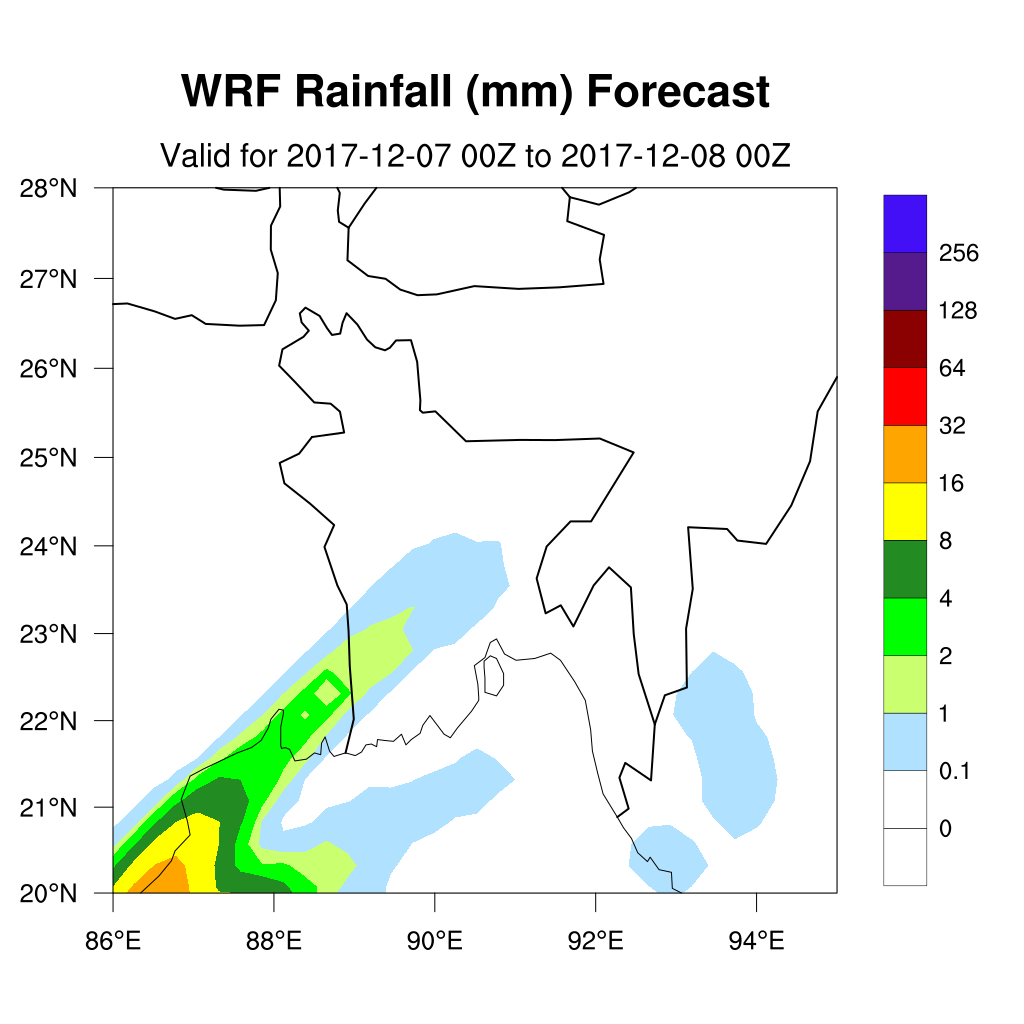 WRF Rainfall (mm) Forecast
Valid for 2017-12-07 00Z to 2017-12-08 00Z
28°N
27°N
26°N
25°N
24°N
23°N
22°N
21°N
20°N
86°E
88°E
90°E
92°E
94°E
256
128
64
32
16
8
4
2
1
0.1
0